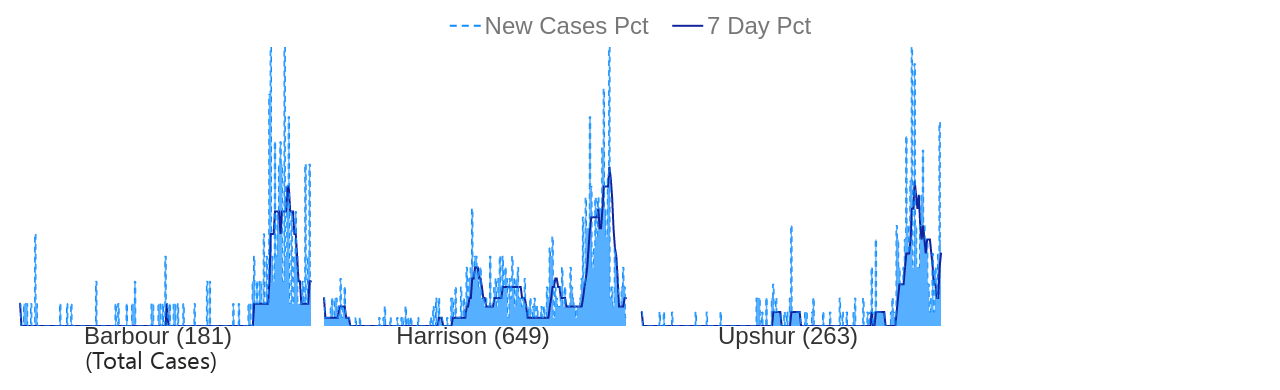 New Cases Pct 7 Day Pct
Barbour (181) Harrison (649) Upshur (263)
(Total Cases)